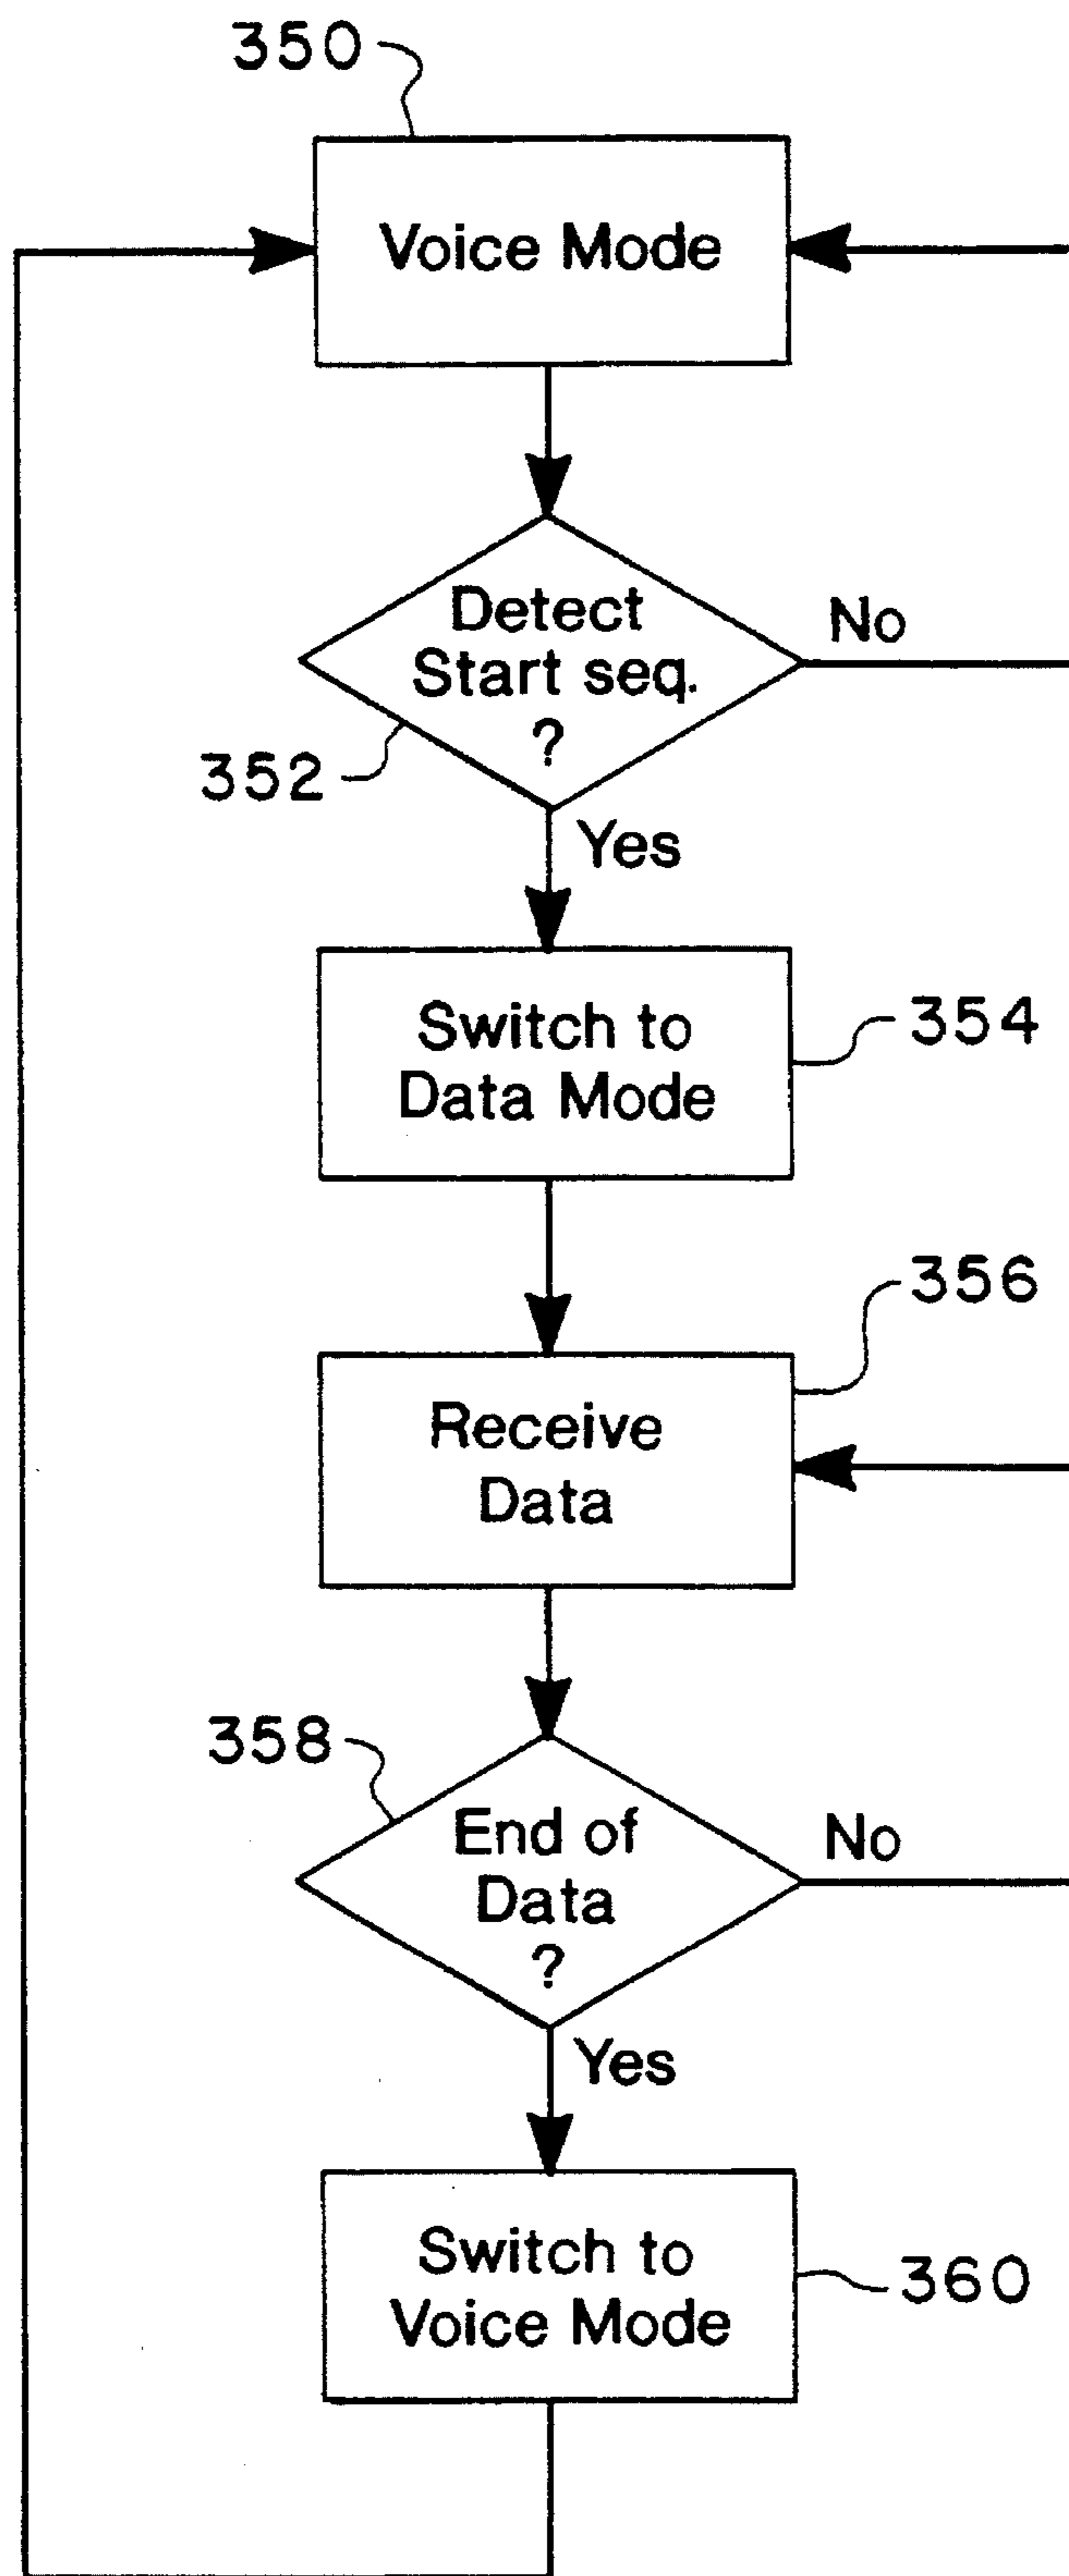 350
Voice Mode
Detect
Start seq.
?
No
352
Yes
Switch to
Data Mode
354
356
Receive
Data
358
End of
Data
?
No
Yes
Switch to
Voice Mode
360